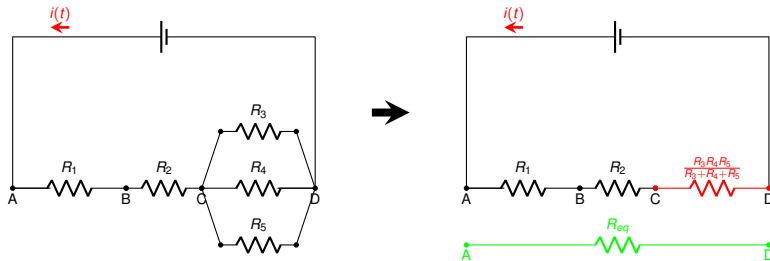 i(t)
R1
R2
R3
R4
R5
A
B
C
D
i(t)
R1
R2
R3R4R5
R3+R4+R5
A
B
C
D
Req
A
D